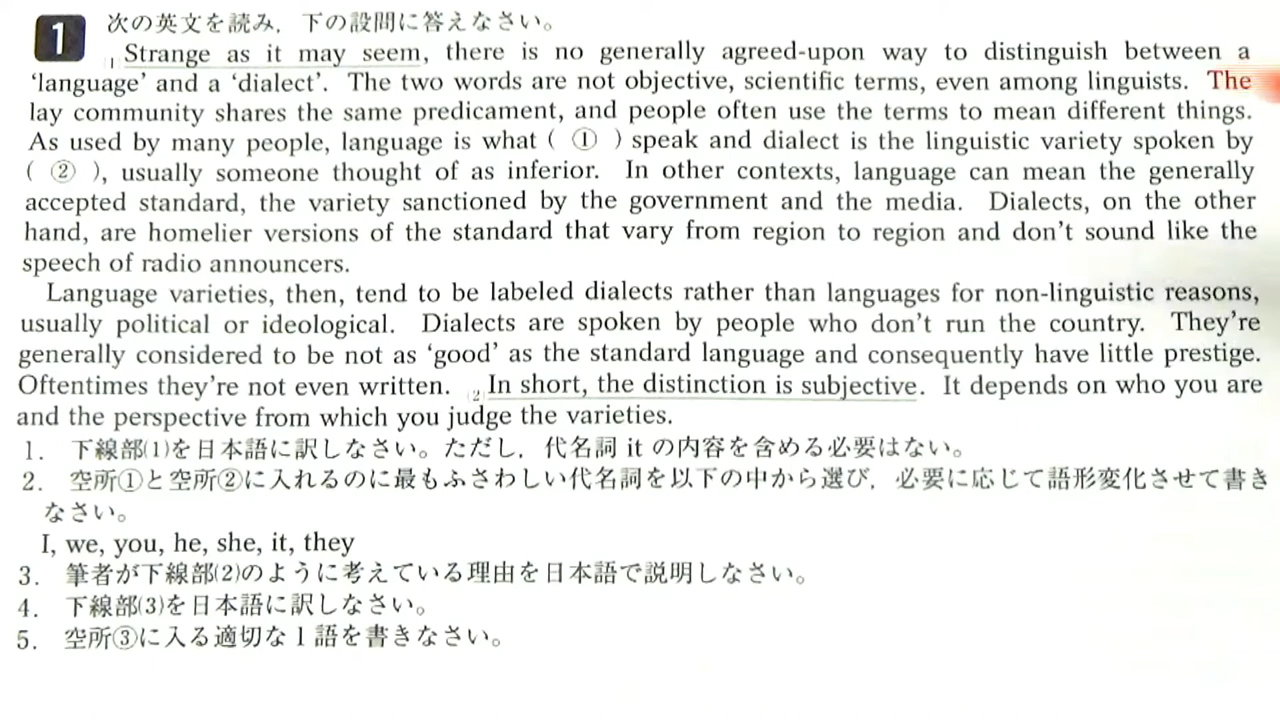 1 次の英文を読み，下の設問に答えなさい。
(1)Strange as it may seem, there is no generally agreed-upon way to distinguish between a
‘language’ and a ‘dialect’. The two words are not objective, scientific terms, even among linguists. The
lay community shares the same predicament, and people often use the terms to mean different things.
As used by many people, language is what ( ① ) speak and dialect is the linguistic variety spoken by
( ② ), usually someone thought of as inferior. In other contexts, language can mean the generally
accepted standard, the variety sanctioned by the government and the media. Dialects, on the other
hand, are homelier versions of the standard that vary from region to region and don’t sound like the
speech of radio announcers.
Language varieties, then, tend to be labeled dialects rather than languages for non-linguistic reasons,
usually political or ideological. Dialects are spoken by people who don’t run the country. They’re
generally considered to be not as ‘good’ as the standard language and consequently have little prestige.
Oftentimes they’re not even written. (2)In short, the distinction is subjective. It depends on who you are
and the perspective from which you judge the varieties.
1. 下線部(1)を日本語に訳しなさい。ただし，代名詞 it の内容を含める必要はない。
2. 空所①と空所②に入れるのに最もふさわしい代名詞を以下の中から選び，必要に応じて語形変化させて書き
なさい。
I, we, you, he, she, it, they
3. 筆者が下線部(2)のように考えている理由を日本語で説明しなさい。
4. 下線部(3)を日本語に訳しなさい。
5. 空所③に入る適切な1語を書きなさい。